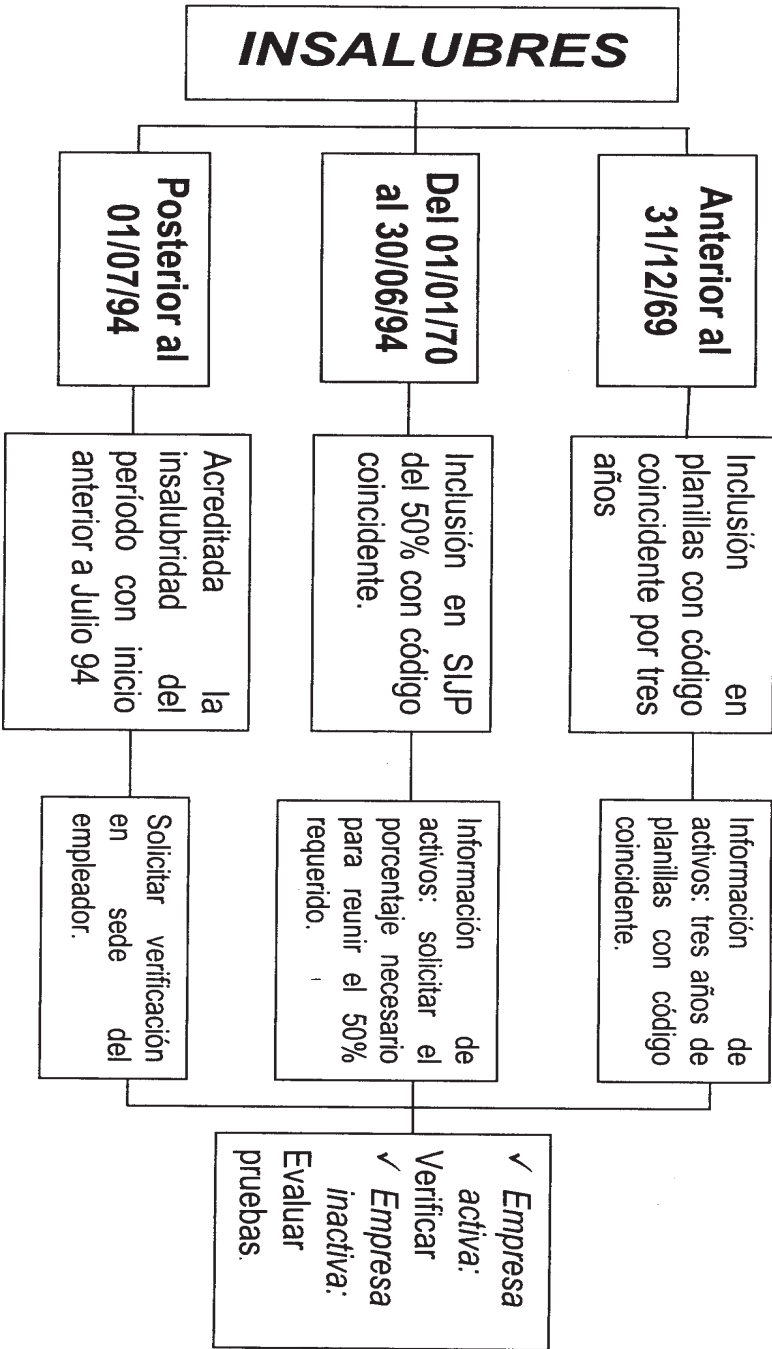 INSALUBRES
Anterior al
31/12/69
Inclusión en
planillas con código
coincidente por tres
años
Información de
activos: tres años de
planillas con código
coincidente.
Del 01/01/70
al 30/06/94
Inclusión en SIJP
del 50% con código
coincidente.
Información de
activos: solicitar el
porcentaje necesario
para reunir el 50%
requerido.
Posterior al
01/07/94
Acreditada la
insalubridad del
período con inicio
anterior a Julio 94
Solicitar verificación
en sede del
empleador.
✓ Empresa
activa:
Verificar
✓ Empresa
inactiva:
Evaluar
pruebas.